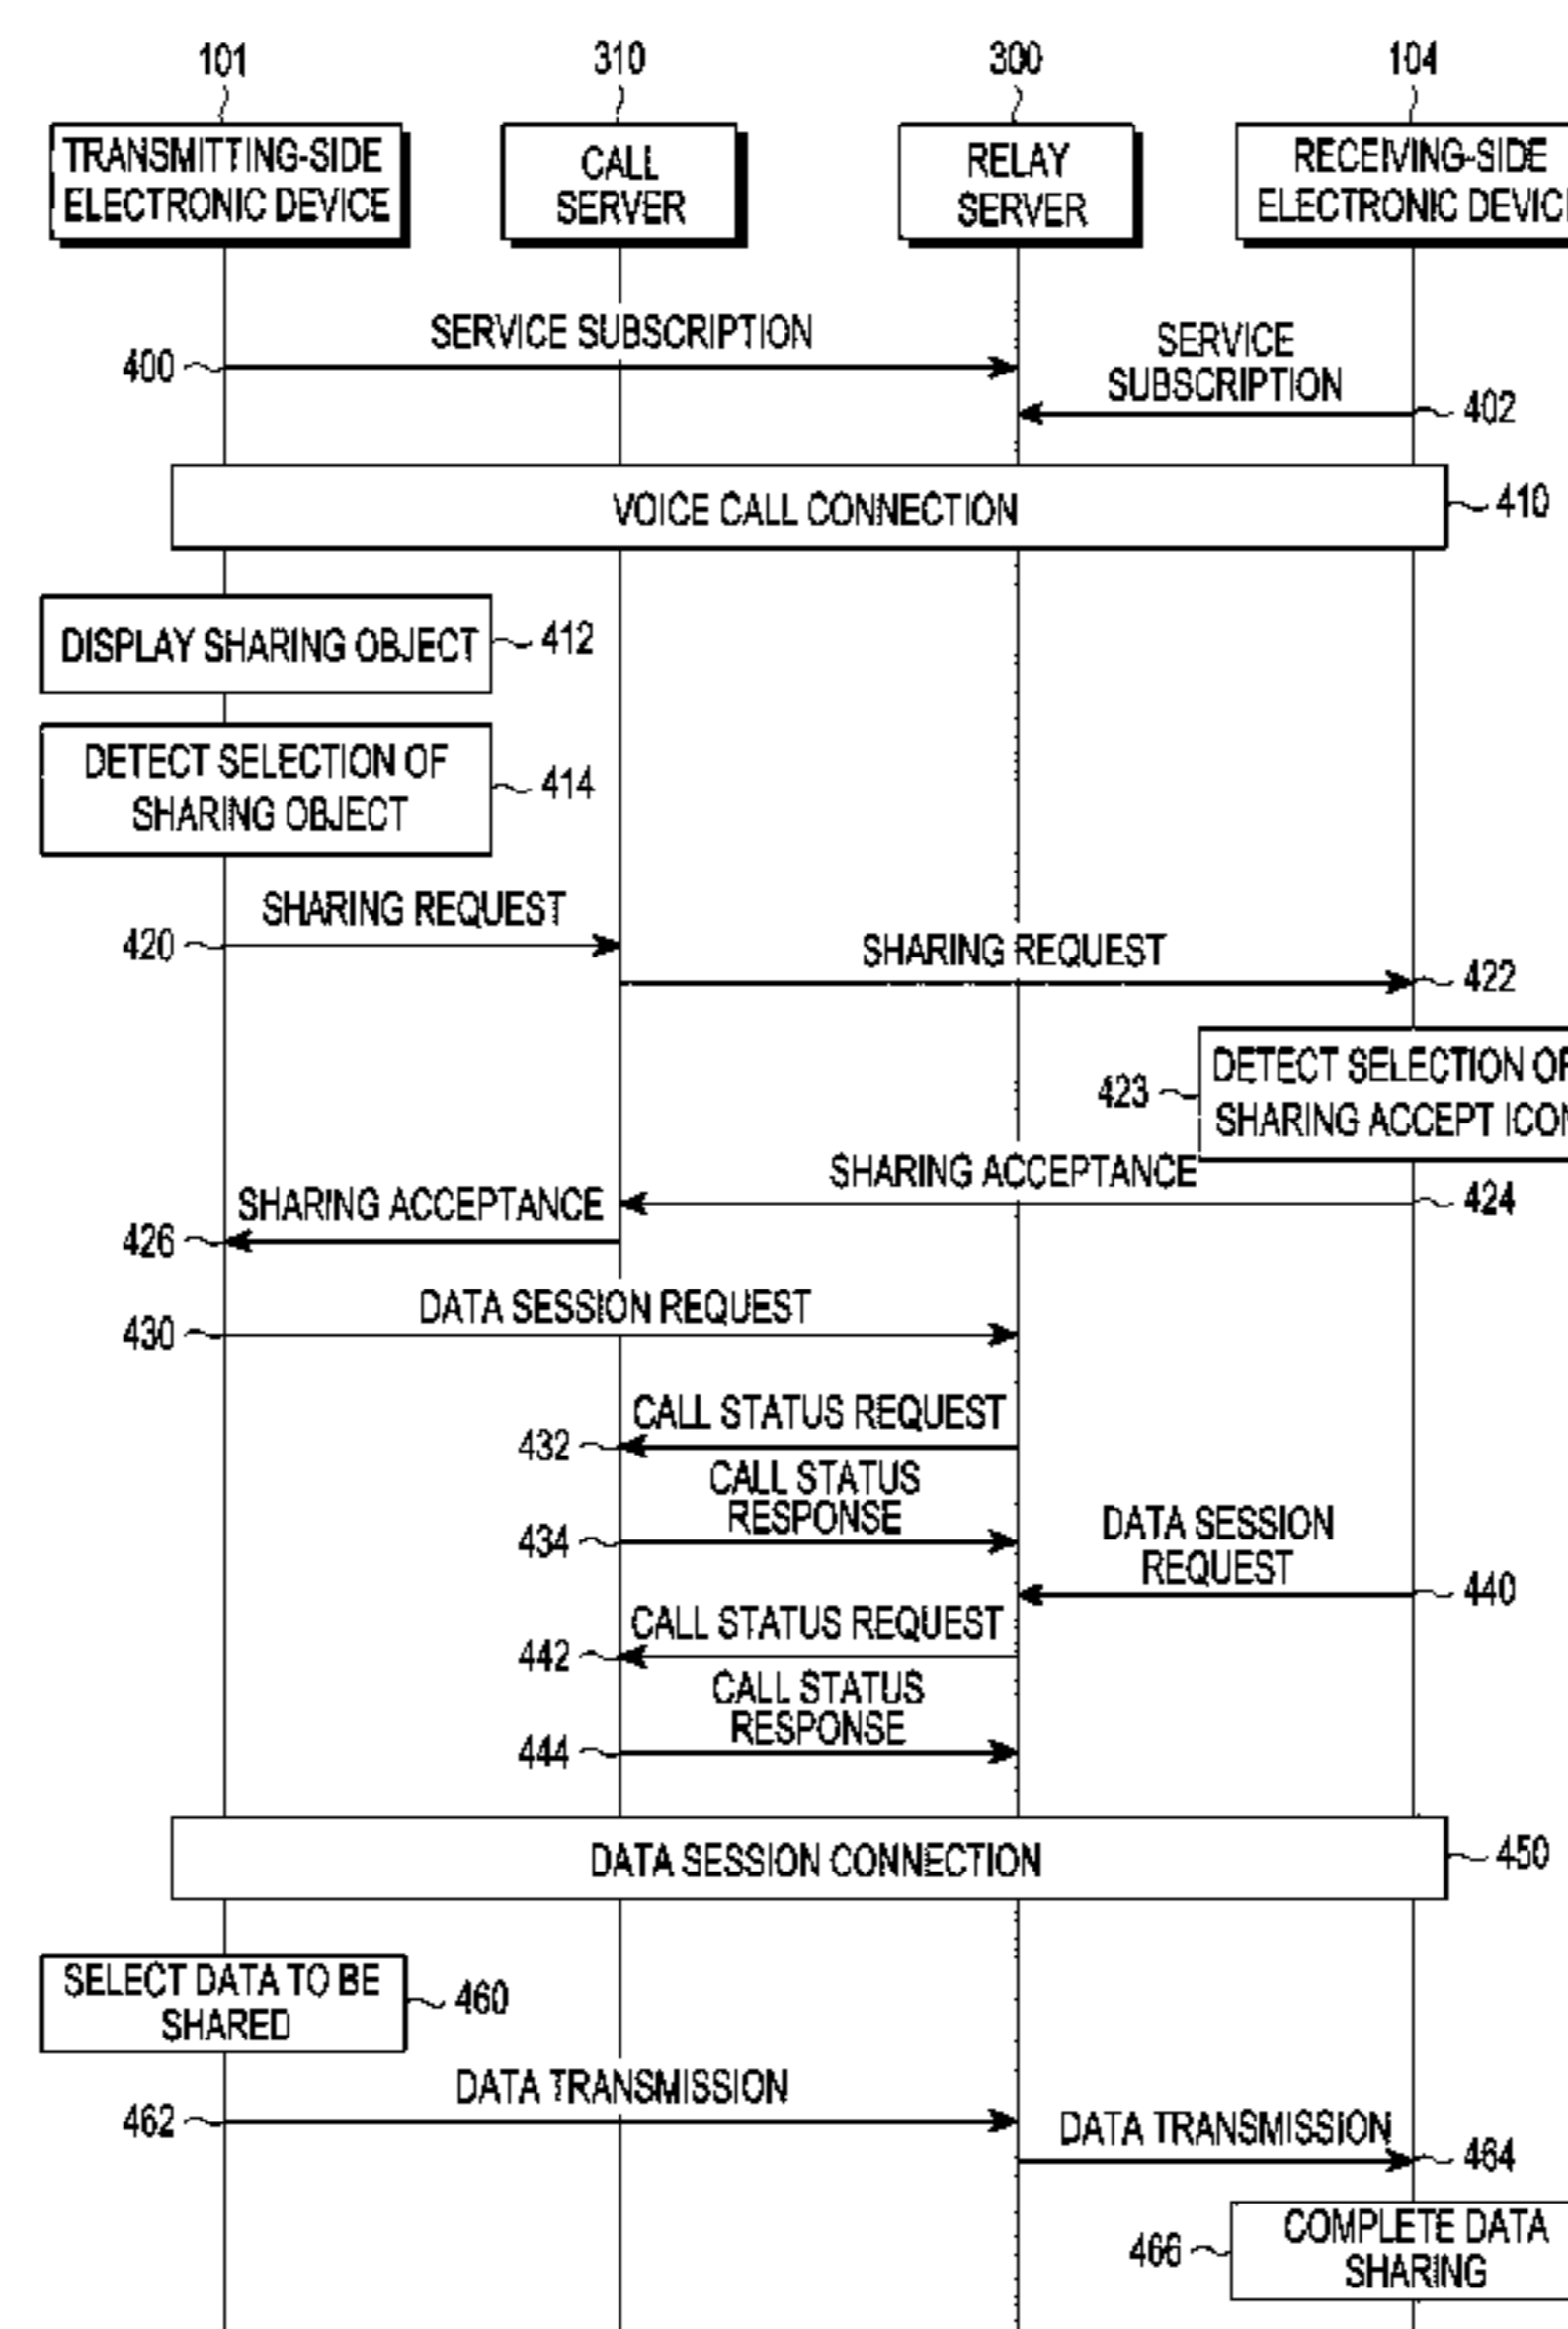 101
310
300
104
TRANSMITTING-SIDE
ELECTRONIC DEVICE
CALL
SERVER
RELAY
SERVER
RECEIVING-SIDE
ELECTRONIC DEVIC
SERVICE SUBSCRIPTION
400
SERVICE
SUBSCRIPTION
402
VOICE CALL CONNECTION
410
DISPLAY SHARING OBJECT
412
DETECT SELECTION OF
SHARING OBJECT
414
SHARING REQUEST
420
SHARING REQUEST
422
DETECT SELECTION OF
SHARING ACCEPT ICON
423
SHARING ACCEPTANCE
424
SHARING ACCEPTANCE
426
DATA SESSION REQUEST
430
CALL STATUS REQUEST
432
CALL STATUS
RESPONSE
434
DATA SESSION
REQUEST
440
CALL STATUS REQUEST
442
CALL STATUS
RESPONSE
444
DATA SESSION CONNECTION
450
SELECT DATA TO BE
SHARED
460
DATA TRANSMISSION
462
DATA TRANSMISSION
464
COMPLETE DATA
SHARING
466